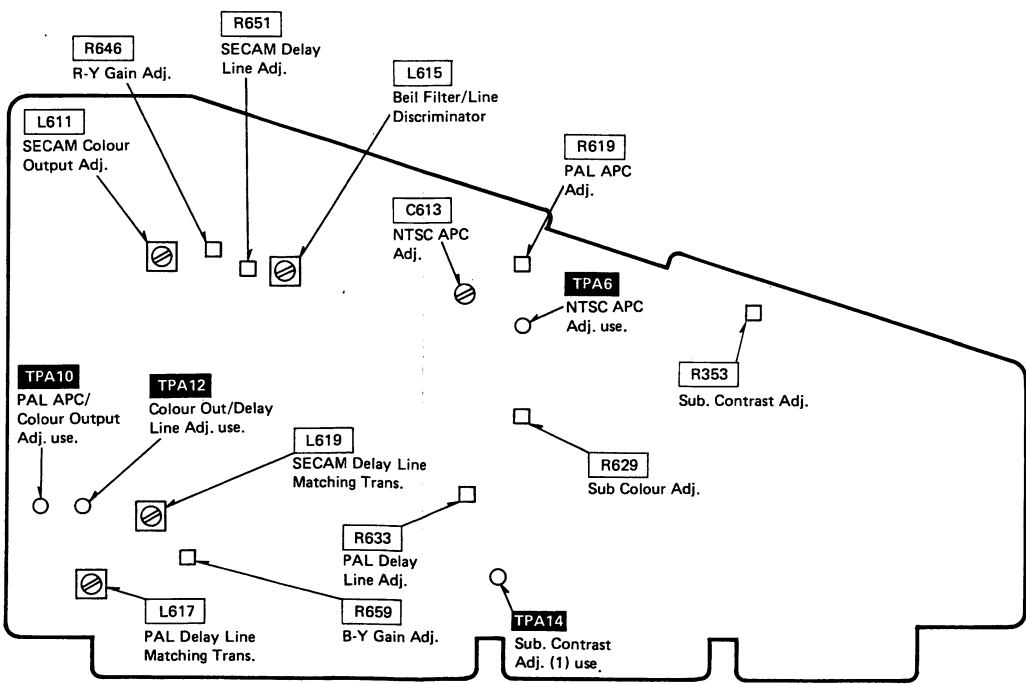 R651
SECAM Delay
Line Adj.
R646
R-Y Gain Adj.
L615
Beil Filter/Line
Discriminator
L611
SECAM Colour
Output Adj.
R619
PAL APC
Adj.
C613
NTSC APC
Adj.
TPA6
NTSC APC
Adj. use.
R353
Sub. Contrast Adj.
TPA10
PAL APC/
Colour Output
Adj. use.
TPA12
Colour Out/Delay
Line Adj. use.
L619
SECAM Delay Line
Matching Trans.
R629
Sub Colour Adj.
R633
PAL Delay
Line Adj.
L617
PAL Delay Line
Matching Trans.
R659
B-Y Gain Adj.
TPA14
Sub. Contrast
Adj. (1) use.